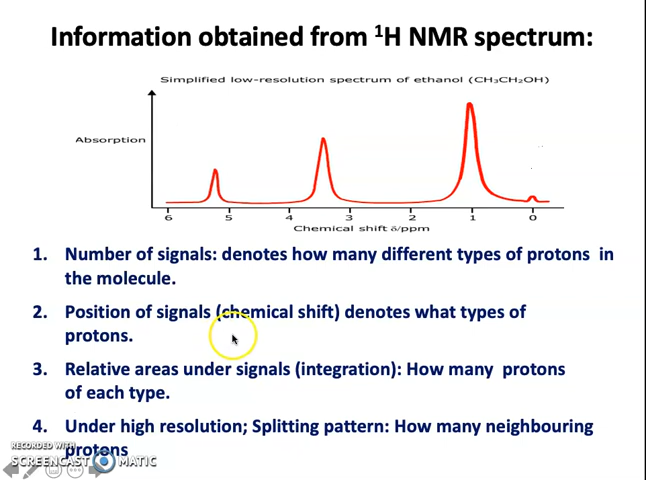 Information obtained from ¹H NMR spectrum:
Simplified low-resolution spectrum of ethanol (CH₃CH₂OH)
Absorption
6 5 4 3 2 1 0
Chemical shift δ/ppm
1. Number of signals: denotes how many different types of protons in
the molecule.
2. Position of signals (chemical shift) denotes what types of
protons.
3. Relative areas under signals (integration): How many protons
of each type.
4. Under high resolution; Splitting pattern: How many neighbouring
protons
RECORDED WITH
SCREENCAST MATIC